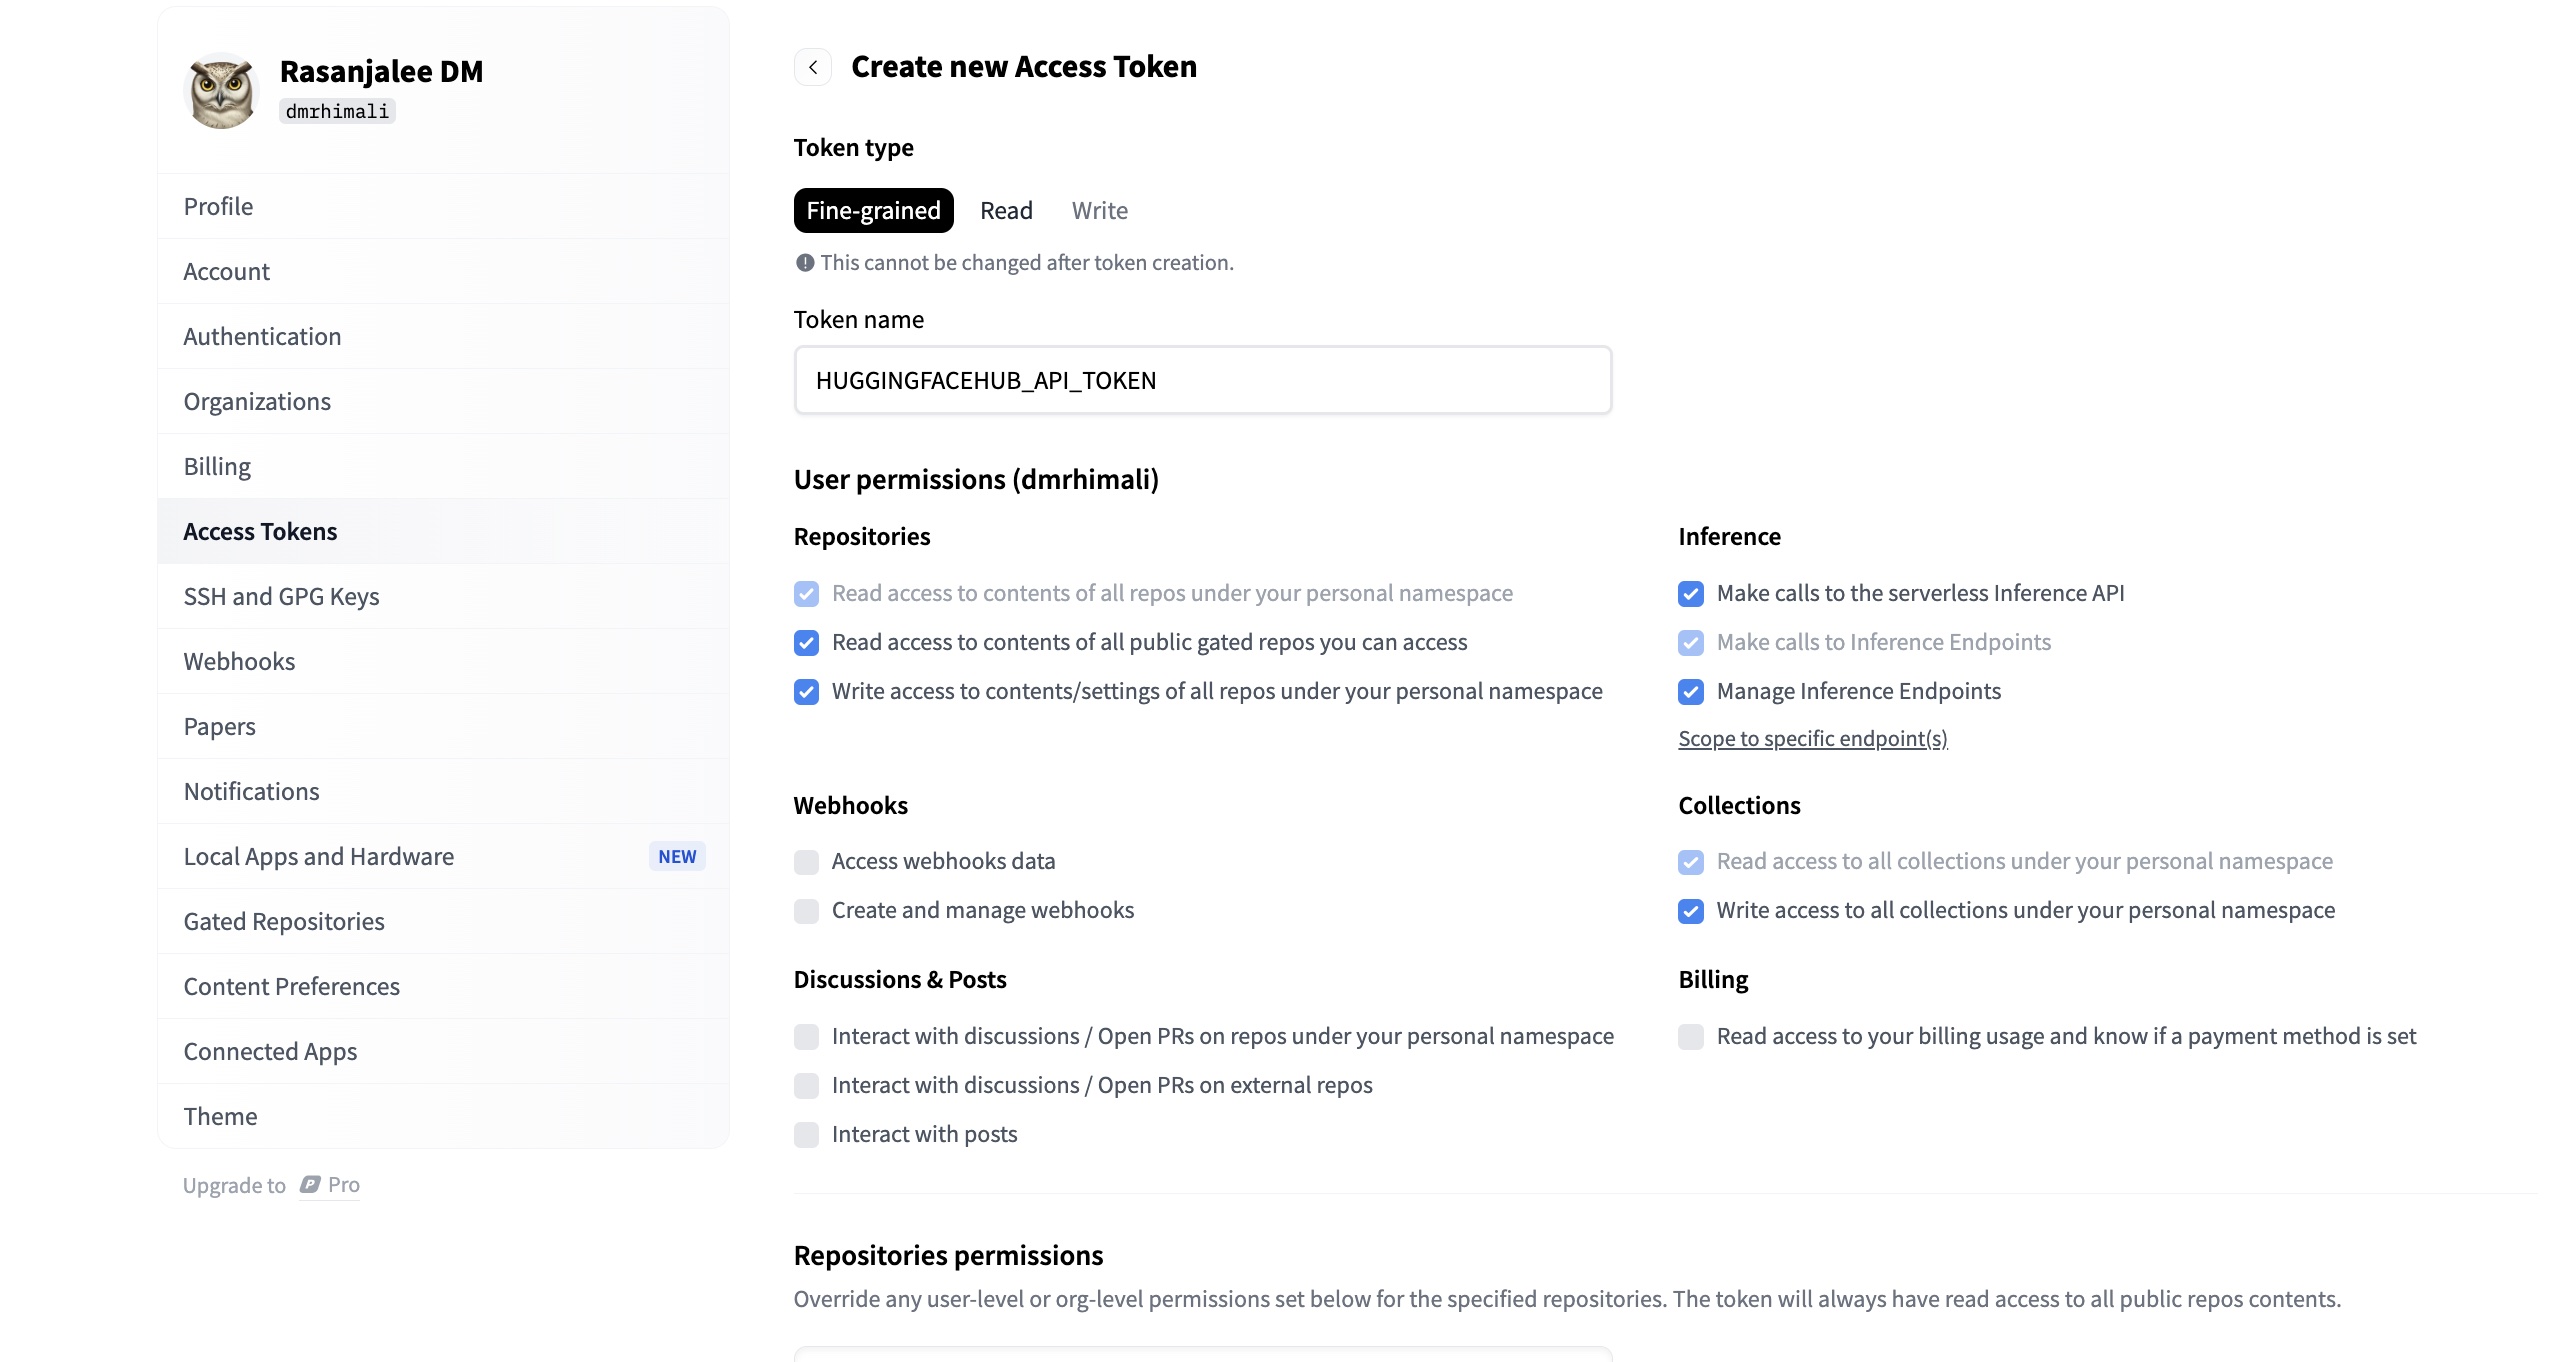 Rasanjalee DM
dmrhimali
Profile
Account
Authentication
Organizations
Billing
Access Tokens
SSH and GPG Keys
Webhooks
Papers
Notifications
Local Apps and Hardware NEW
Gated Repositories
Content Preferences
Connected Apps
Theme
Upgrade to Pro
Create new Access Token
Token type
Fine-grained Read Write
This cannot be changed after token creation.
Token name
HUGGINGFACEHUB_API_TOKEN
User permissions (dmrhimali)
Repositories
Read access to contents of all repos under your personal namespace
Read access to contents of all public gated repos you can access
Write access to contents/settings of all repos under your personal namespace
Inference
Make calls to the serverless Inference API
Make calls to Inference Endpoints
Manage Inference Endpoints
Scope to specific endpoint(s)
Webhooks
Access webhooks data
Create and manage webhooks
Collections
Read access to all collections under your personal namespace
Write access to all collections under your personal namespace
Discussions & Posts
Interact with discussions / Open PRs on repos under your personal namespace
Interact with discussions / Open PRs on external repos
Interact with posts
Billing
Read access to your billing usage and know if a payment method is set
Repositories permissions
Override any user-level or org-level permissions set below for the specified repositories. The token will always have read access to all public repos contents.